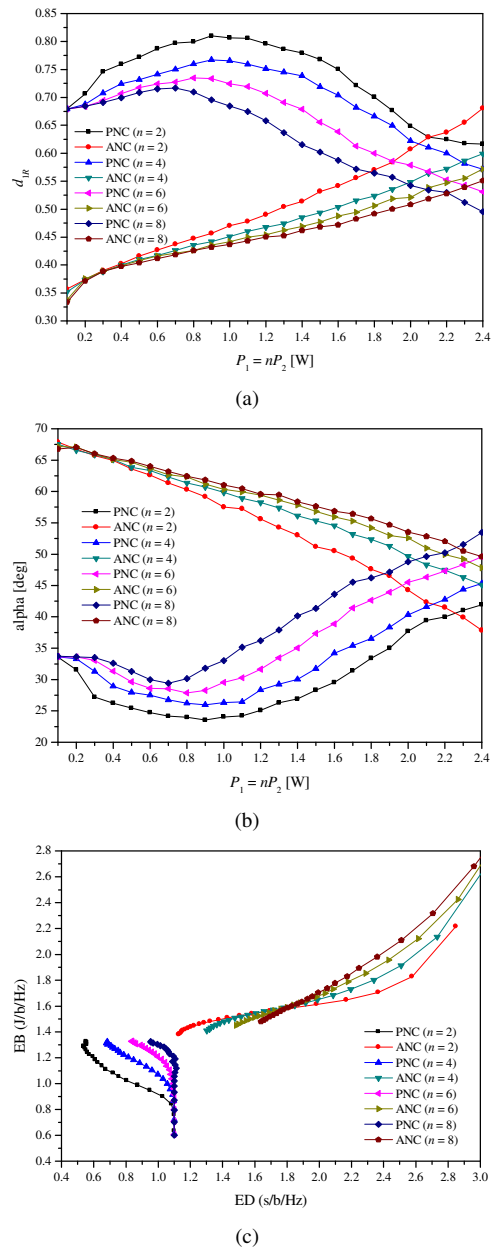 (a)
0.85
0.80
0.75
0.70
0.65
0.60
0.55
0.50
0.45
0.40
0.35
0.30
d1R
PNC (n = 2)
ANC (n = 2)
PNC (n = 4)
ANC (n = 4)
PNC (n = 6)
ANC (n = 6)
PNC (n = 8)
ANC (n = 8)
0.2 0.4 0.6 0.8 1.0 1.2 1.4 1.6 1.8 2.0 2.2 2.4
P1 = nP2 [W]
(a)
70
65
60
55
50
45
40
35
30
25
20
alpha [deg]
PNC (n = 2)
ANC (n = 2)
PNC (n = 4)
ANC (n = 4)
PNC (n = 6)
ANC (n = 6)
PNC (n = 8)
ANC (n = 8)
0.2 0.4 0.6 0.8 1.0 1.2 1.4 1.6 1.8 2.0 2.2 2.4
P1 = nP2 [W]
(b)
2.8
2.6
2.4
2.2
2.0
1.8
1.6
1.4
1.2
1.0
0.8
0.6
0.4
EB (J/b/Hz)
PNC (n = 2)
ANC (n = 2)
PNC (n = 4)
ANC (n = 4)
PNC (n = 6)
ANC (n = 6)
PNC (n = 8)
ANC (n = 8)
0.4 0.6 0.8 1.0 1.2 1.4 1.6 1.8 2.0 2.2 2.4 2.6 2.8 3.0
ED (s/b/Hz)
(c)